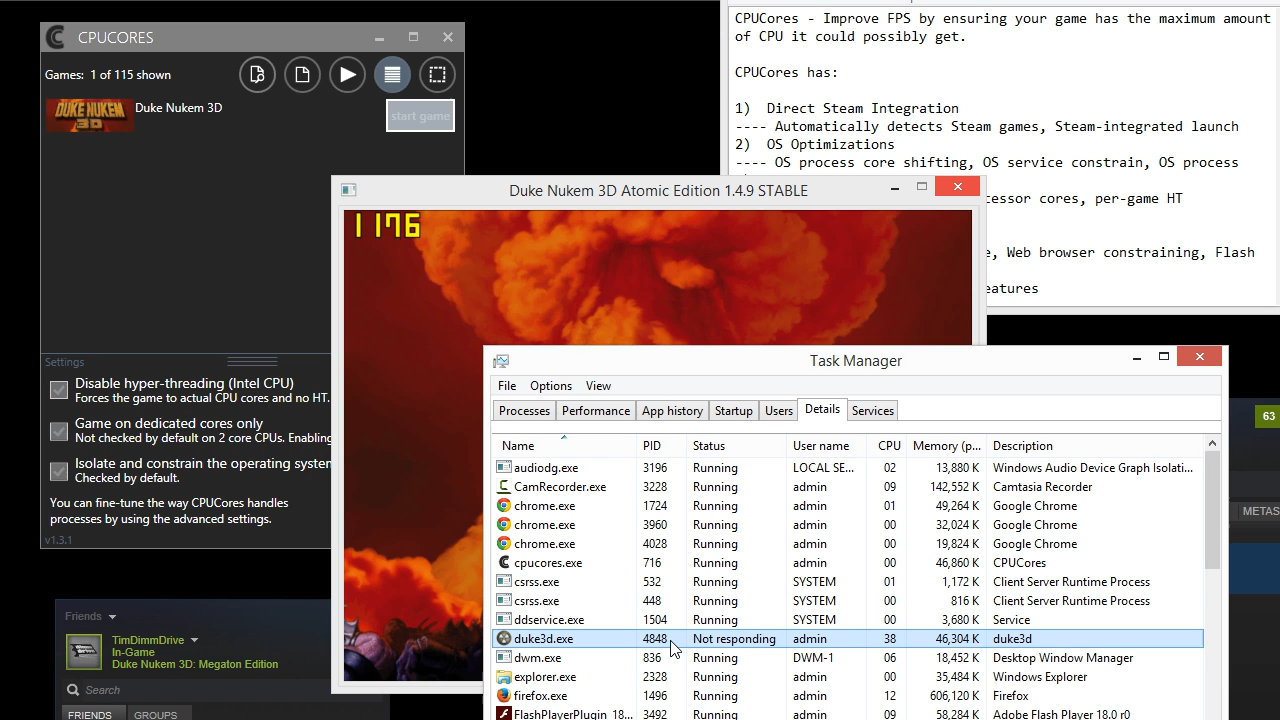 CPUCORES
Games: 1 of 115 shown
DUKE NUKEM 3D
Duke Nukem 3D
start game
Settings
Disable hyper-threading (Intel CPU)
Forces the game to actual CPU cores and no HT.
Game on dedicated cores only
Not checked by default on 2 core CPUs. Enabling
Isolate and constrain the operating system
Checked by default.
You can fine-tune the way CPUCores handles
processes by using the advanced settings.
v1.3.1
CPUCores - Improve FPS by ensuring your game has the maximum amount
of CPU it could possibly get.
CPUCores has:
1) Direct Steam Integration
---- Automatically detects Steam games, Steam-integrated launch
2) OS Optimizations
---- OS process core shifting, OS service constrain, OS process
essor cores, per-game HT
e, Web browser constraining, Flash
eatures
Duke Nukem 3D Atomic Edition 1.4.9 STABLE
1176
Task Manager
File Options View
Processes Performance App history Startup Users Details Services
Name PID Status User name CPU Memory (p... Description
audiodg.exe 3196 Running LOCAL SE... 02 13,880 K Windows Audio Device Graph Isolati...
CamRecorder.exe 3228 Running admin 09 142,552 K Camtasia Recorder
chrome.exe 1724 Running admin 01 49,264 K Google Chrome
chrome.exe 3960 Running admin 00 32,024 K Google Chrome
chrome.exe 4028 Running admin 00 19,824 K Google Chrome
cpucores.exe 716 Running admin 00 46,860 K CPUCores
csrss.exe 532 Running SYSTEM 01 1,172 K Client Server Runtime Process
csrss.exe 448 Running SYSTEM 00 816 K Client Server Runtime Process
ddservice.exe 1504 Running SYSTEM 00 3,680 K Service
duke3d.exe 4848 Not responding admin 38 46,304 K duke3d
dwm.exe 836 Running DWM-1 06 18,452 K Desktop Window Manager
explorer.exe 2328 Running admin 00 35,484 K Windows Explorer
firefox.exe 1496 Running admin 12 606,120 K Firefox
FlashPlayerPlugin_18... 3492 Running admin 09 58,284 K Adobe Flash Player 18.0 r0
Friends
TimDimmDrive
In-Game
Duke Nukem 3D: Megaton Edition
Search
FRIENDS GROUPS
63
METAS